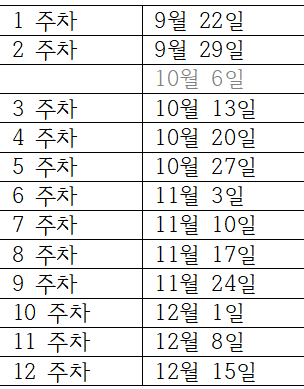 1 주차 9월 22일
2 주차 9월 29일
10월 6일
3 주차 10월 13일
4 주차 10월 20일
5 주차 10월 27일
6 주차 11월 3일
7 주차 11월 10일
8 주차 11월 17일
9 주차 11월 24일
10 주차 12월 1일
11 주차 12월 8일
12 주차 12월 15일